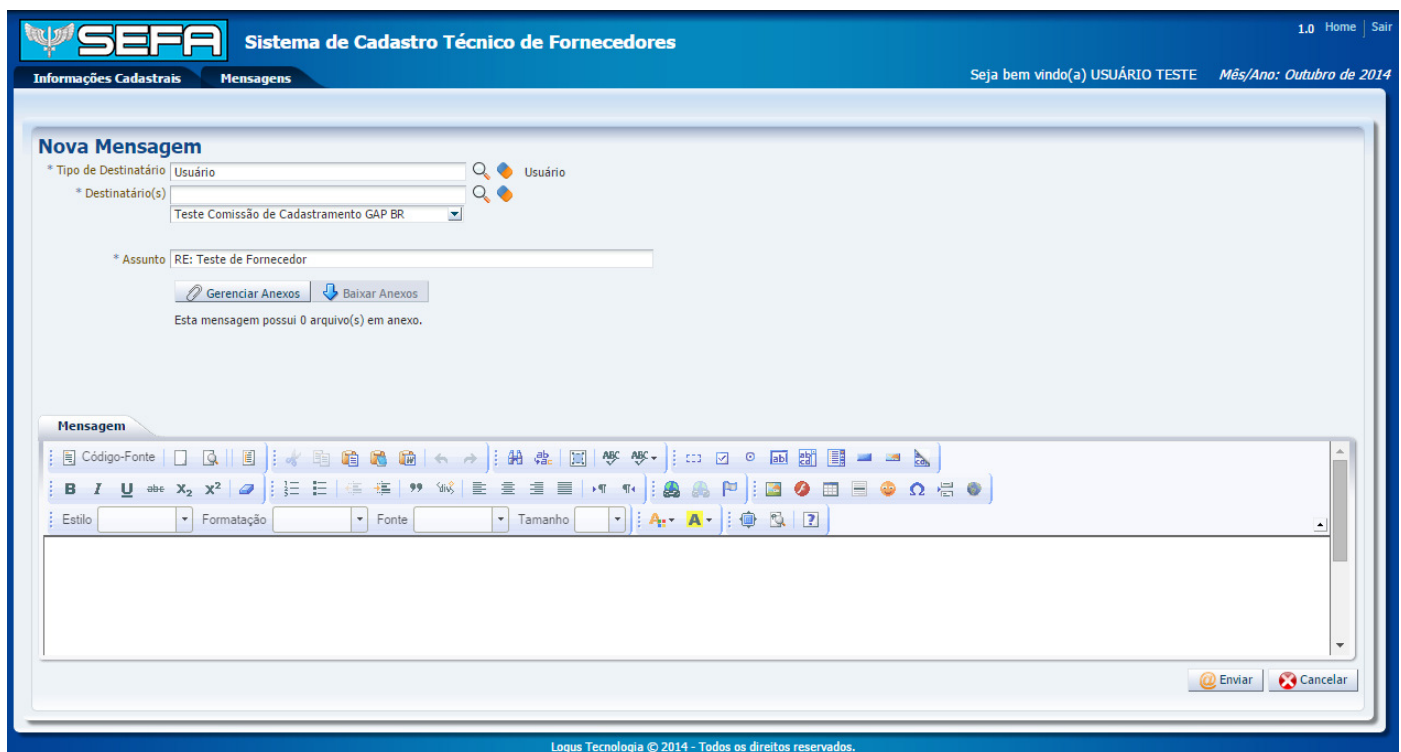 SEFA
Sistema de Cadastro Técnico de Fornecedores
1.0 Home Sair
Informações Cadastrais Mensagens
Seja bem vindo(a) USUÁRIO TESTE Mês/Ano: Outubro de 2014
Nova Mensagem
* Tipo de Destinatário Usuário Usuário
* Destinatário(s)
Teste Comissão de Cadastramento GAP BR
* Assunto RE: Teste de Fornecedor
Gerenciar Anexos Baixar Anexos
Esta mensagem possui 0 arquivo(s) em anexo.
Mensagem
Código-Fonte
B I U abc X₂ X²
Estilo Formatação Fonte Tamanho
Enviar Cancelar
Logus Tecnologia © 2014 - Todos os direitos reservados.